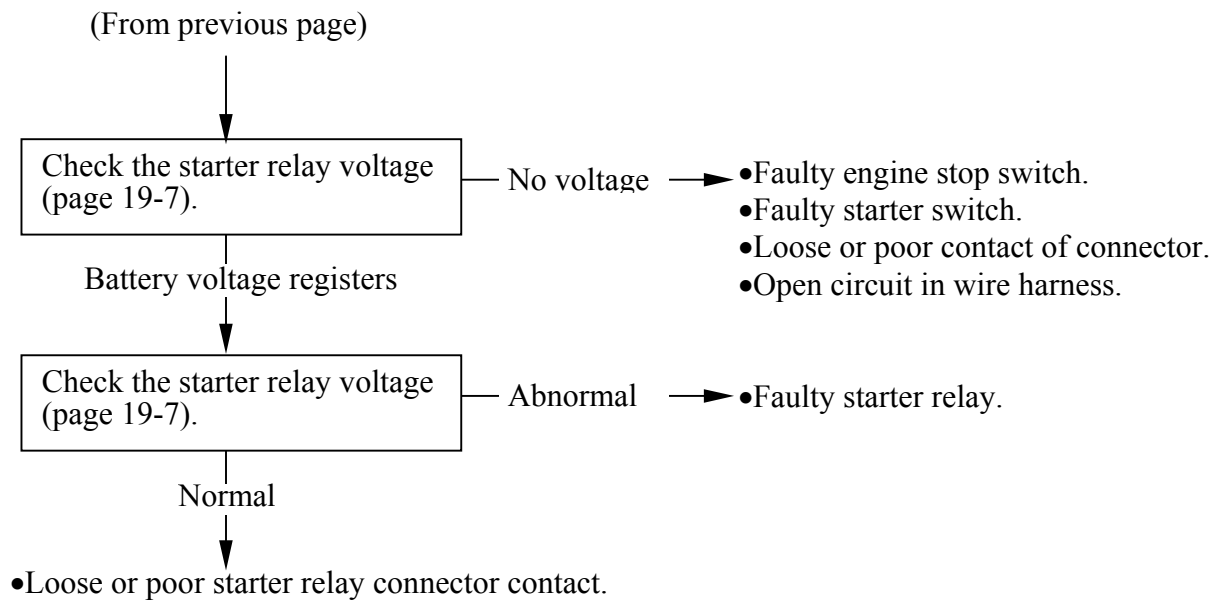 (From previous page)
Check the starter relay voltage
(page 19-7).
No voltage
•Faulty engine stop switch.
•Faulty starter switch.
•Loose or poor contact of connector.
•Open circuit in wire harness.
Battery voltage registers
Check the starter relay voltage
(page 19-7).
Abnormal
•Faulty starter relay.
Normal
•Loose or poor starter relay connector contact.